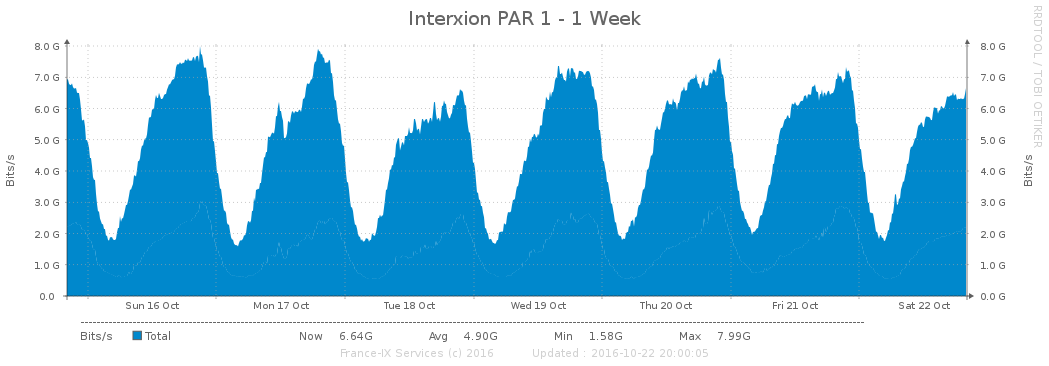 Interxion PAR 1 - 1 Week
RRDTOOL / TOBI OETIKER
Bits/s
8.0 G 8.0 G
7.0 G 7.0 G
6.0 G 6.0 G
5.0 G 5.0 G
4.0 G 4.0 G
3.0 G 3.0 G
2.0 G 2.0 G
1.0 G 1.0 G
0.0 0.0 G
Bits/s
Sun 16 Oct Mon 17 Oct Tue 18 Oct Wed 19 Oct Thu 20 Oct Fri 21 Oct Sat 22 Oct
Bits/s Total Now 6.64G Avg 4.90G Min 1.58G Max 7.99G
France-IX Services (c) 2016 Updated : 2016-10-22 20:00:05